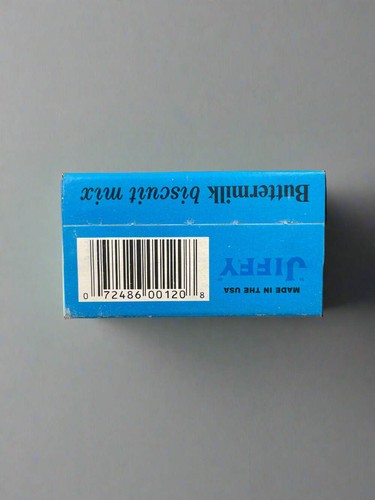 Buttermilk biscuit mix
"JIFFY"
MADE IN THE USA
0 72486 00120 8